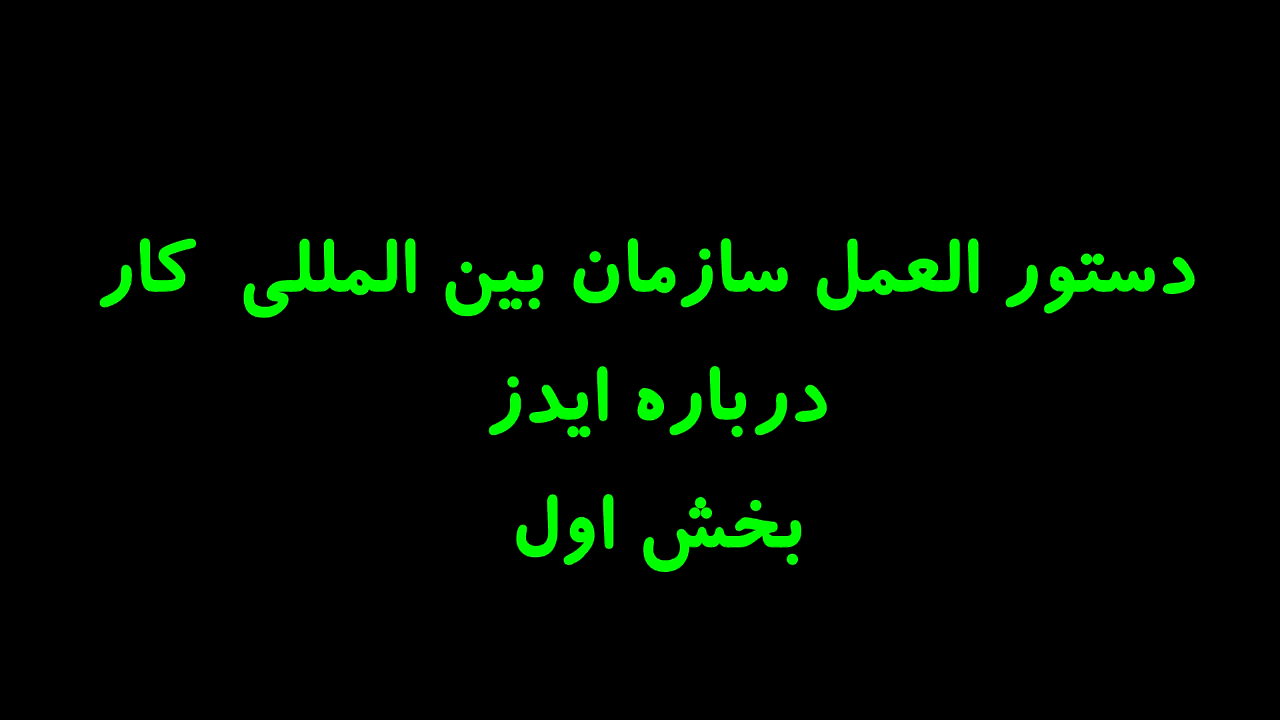 دستور العمل سازمان بین المللی  کار
درباره ایدز
بخش اول